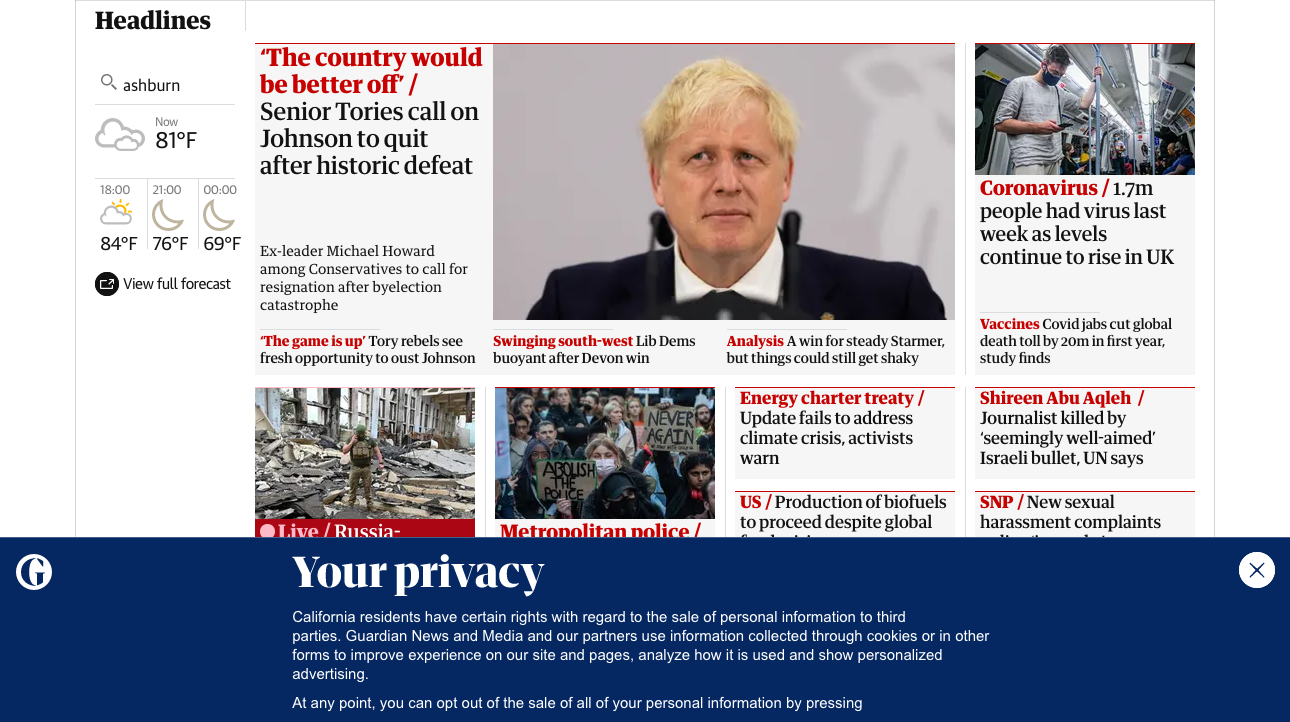 Headlines
ashburn
Now
81°F
18:00
21:00
00:00
84°F
76°F
69°F
View full forecast
‘The country would
be better off’ /
Senior Tories call on
Johnson to quit
after historic defeat
Ex-leader Michael Howard
among Conservatives to call for
resignation after byelection
catastrophe
‘The game is up’ Tory rebels see
fresh opportunity to oust Johnson
Swinging south-west Lib Dems
buoyant after Devon win
Analysis A win for steady Starmer,
but things could still get shaky
Coronavirus / 1.7m
people had virus last
week as levels
continue to rise in UK
Vaccines Covid jabs cut global
death toll by 20m in first year,
study finds
Live / Russia-
NEVER
AGAIN
ABOLISH
THE
POLICE
Metropolitan police /
Energy charter treaty /
Update fails to address
climate crisis, activists
warn
US / Production of biofuels
to proceed despite global
Shireen Abu Aqleh /
Journalist killed by
‘seemingly well-aimed’
Israeli bullet, UN says
SNP / New sexual
harassment complaints
Your privacy
California residents have certain rights with regard to the sale of personal information to third
parties. Guardian News and Media and our partners use information collected through cookies or in other
forms to improve experience on our site and pages, analyze how it is used and show personalized
advertising.
At any point, you can opt out of the sale of all of your personal information by pressing